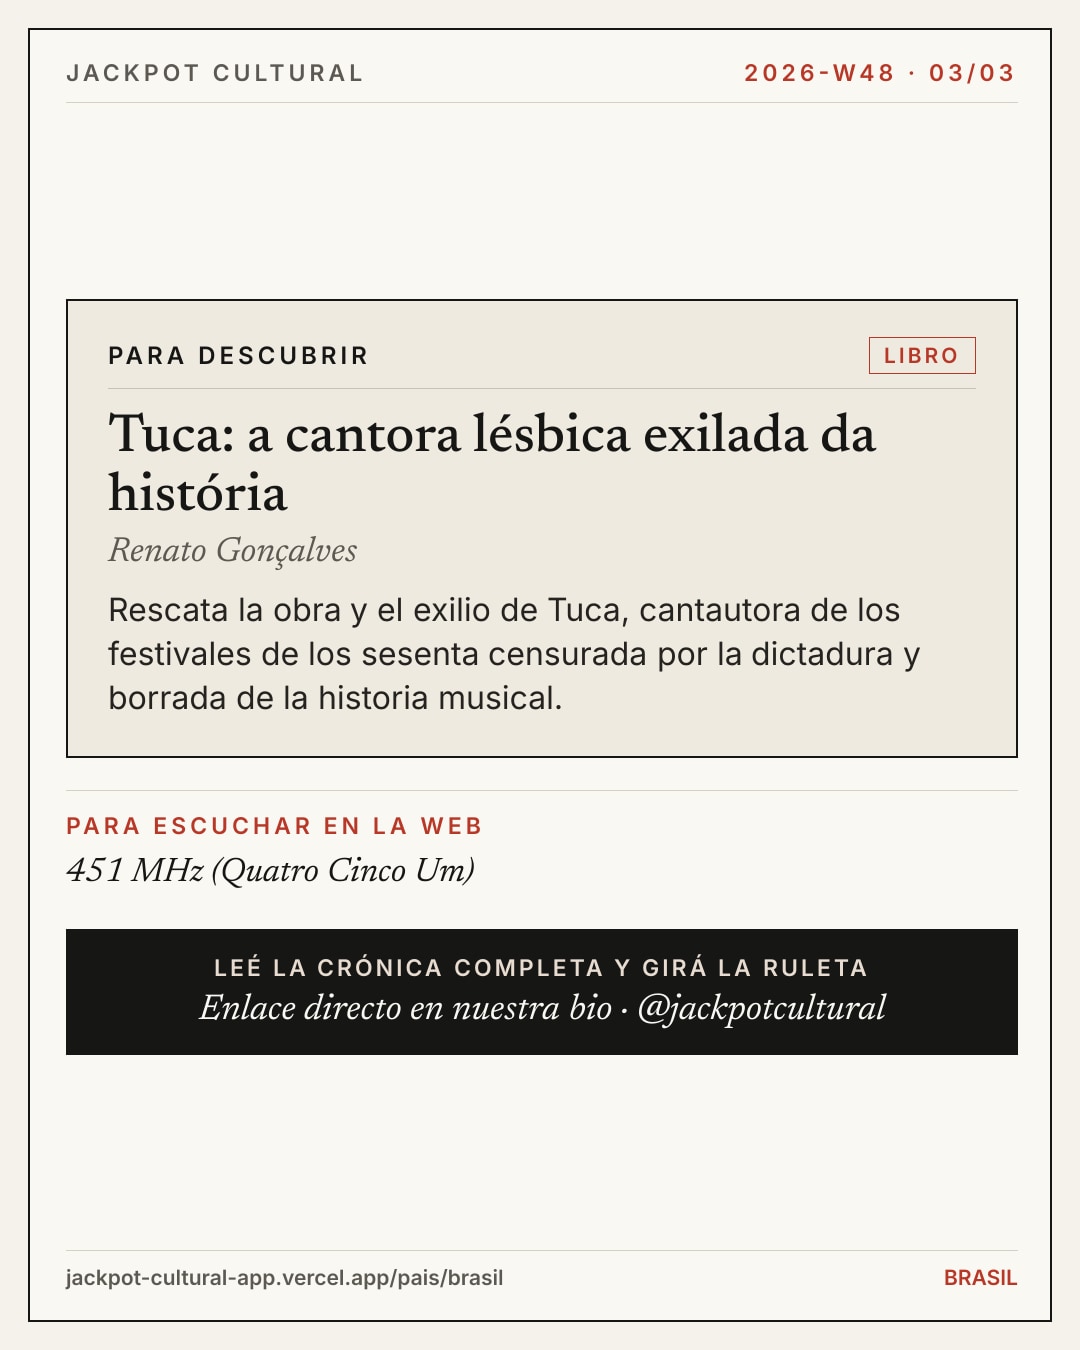 JACKPOT CULTURAL
2026-W48 · 03/03
PARA DESCUBRIR
LIBRO
Tuca: a cantora lésbica exilada da
história
Renato Gonçalves
Rescata la obra y el exilio de Tuca, cantautora de los
festivales de los sesenta censurada por la dictadura y
borrada de la historia musical.
PARA ESCUCHAR EN LA WEB
451 MHz (Quatro Cinco Um)
LEÉ LA CRÓNICA COMPLETA Y GIRÁ LA RULETA
Enlace directo en nuestra bio · @jackpotcultural
jackpot-cultural-app.vercel.app/pais/brasil
BRASIL